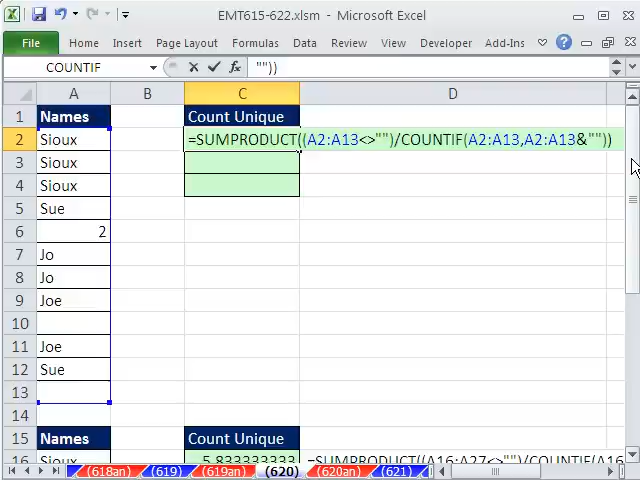 EMT615-622.xlsm - Microsoft Excel
File Home Insert Page Layout Formulas Data Review Developer Add-Ins
COUNTIF fx ""))
A B C D
1 Names Count Unique
2 Sioux =SUMPRODUCT((A2:A13<>"")/COUNTIF(A2:A13,A2:A13&""))
3 Sioux
4 Sioux
5 Sue
6 2
7 Jo
8 Jo
9 Joe
10
11 Joe
12 Sue
13
14
15 Names Count Unique
16 Sioux 5.833333333 =SUMPRODUCT((A16:A27<>"")/COUNTIF(A16
(618an) (619) (619an) (620) (620an) (621)